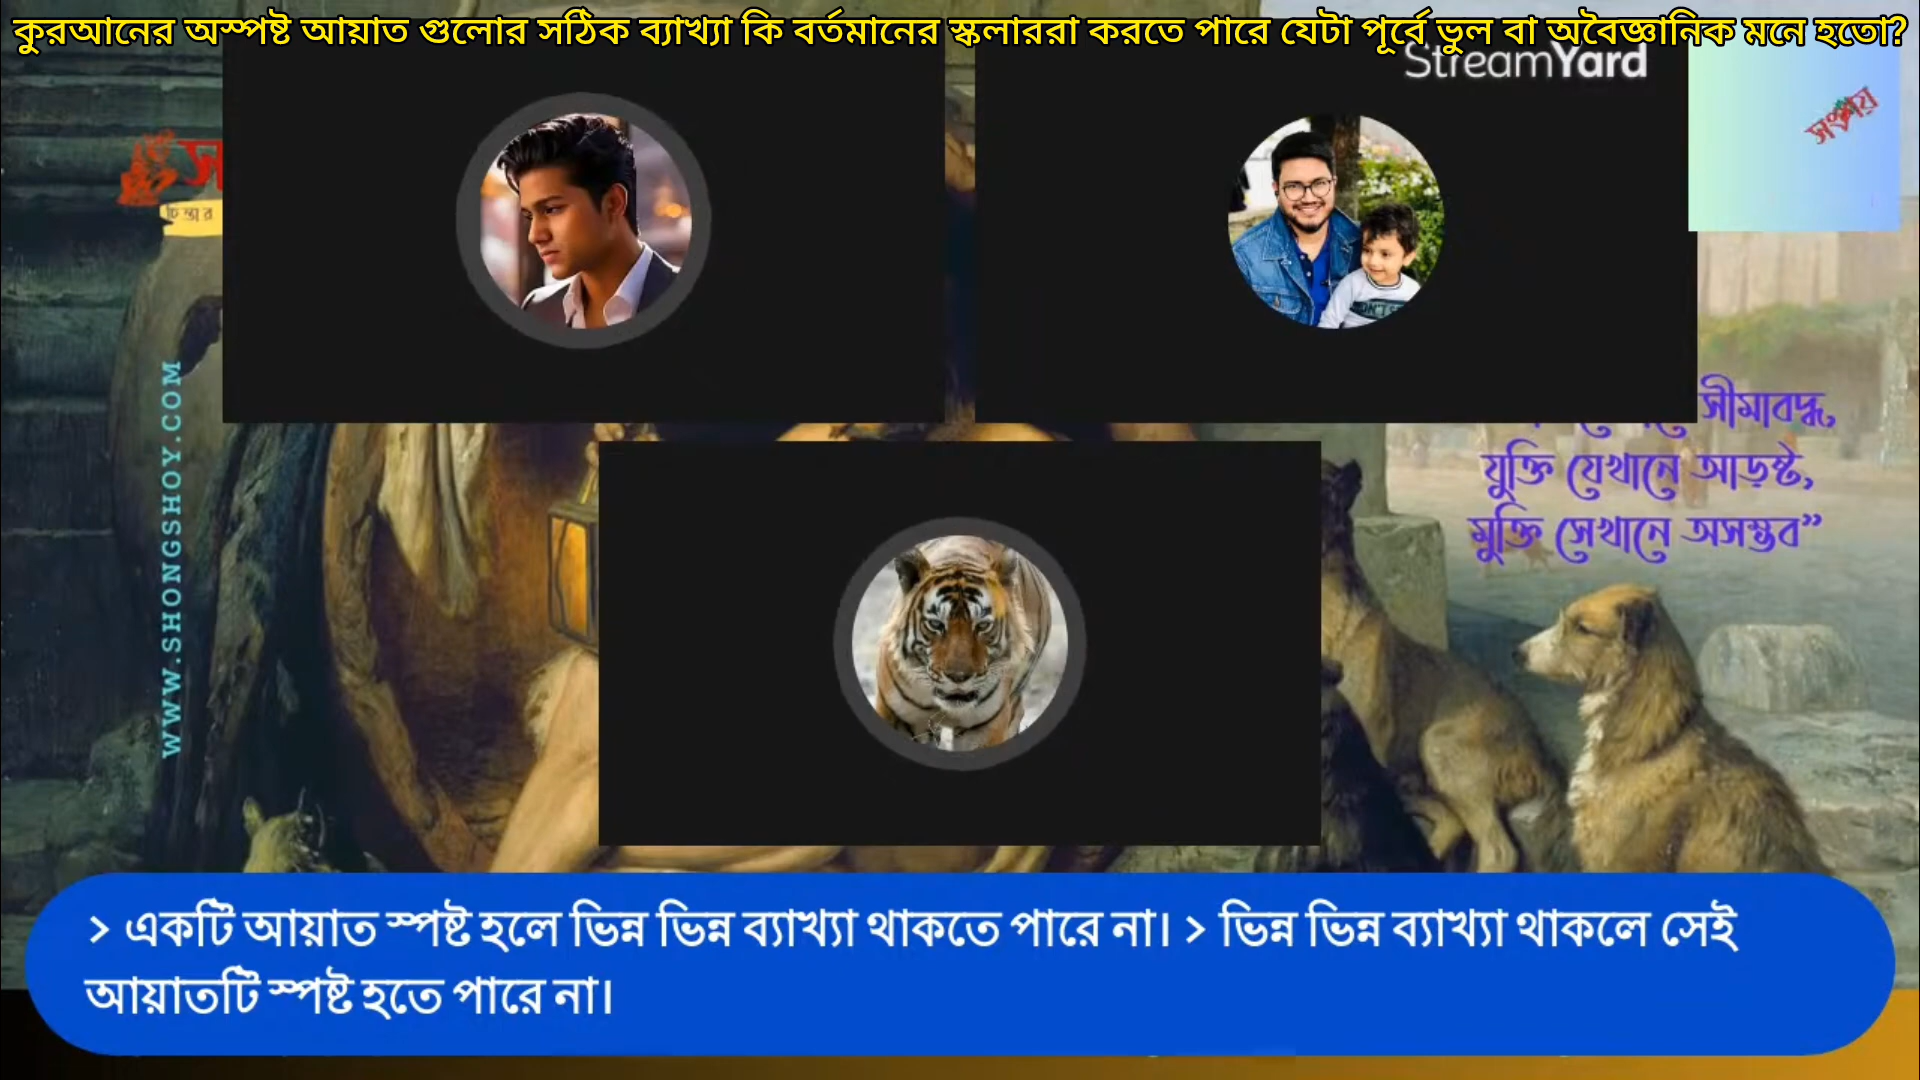 কুরআনের অস্পষ্ট আয়াত গুলোর সঠিক ব্যাখ্যা কি বর্তমানের স্কলাররা করতে পারে যেটা পূর্বে ভুল বা অবৈজ্ঞানিক মনে হতো?
StreamYard
সংশয়
স
চিন্তার
WWW.SHONGSHOY.COM
সীমাবদ্ধ,
যুক্তি যেখানে আড়ষ্ট,
মুক্তি সেখানে অসম্ভব”
> একটি আয়াত স্পষ্ট হলে ভিন্ন ভিন্ন ব্যাখ্যা থাকতে পারে না। > ভিন্ন ভিন্ন ব্যাখ্যা থাকলে সেই
আয়াতটি স্পষ্ট হতে পারে না।